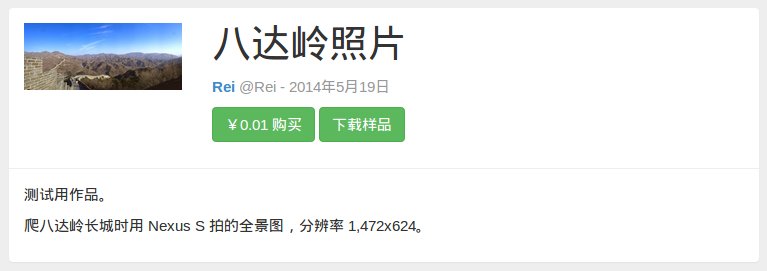 八达岭照片
Rei @Rei - 2014年5月19日
￥0.01 购买 下载样品
测试用作品。
爬八达岭长城时用 Nexus S 拍的全景图，分辨率 1,472x624。